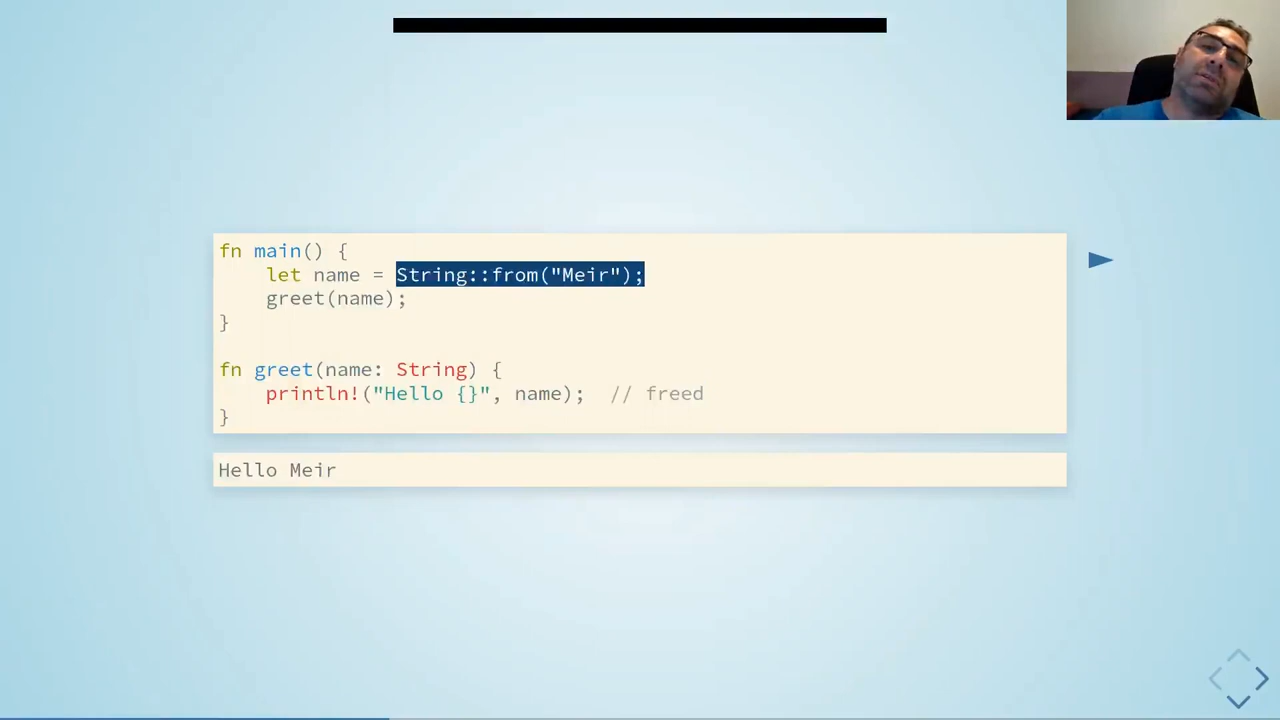 fn main() {
    let name = String::from("Meir");
    greet(name);
}
fn greet(name: String) {
    println!("Hello {}", name);  // freed
}
Hello Meir